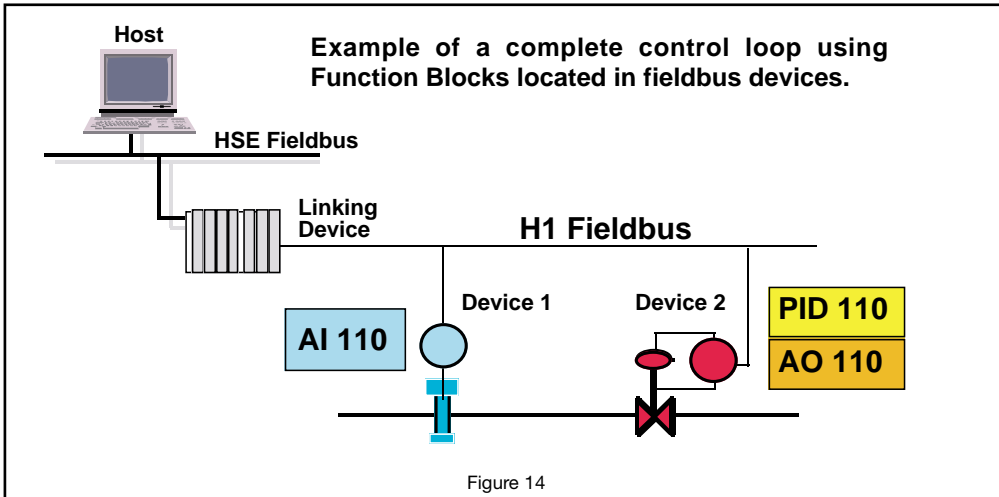 Host
Example of a complete control loop using
Function Blocks located in fieldbus devices.
HSE Fieldbus
Linking
Device
H1 Fieldbus
Device 1
Device 2
AI 110
PID 110
AO 110
Figure 14